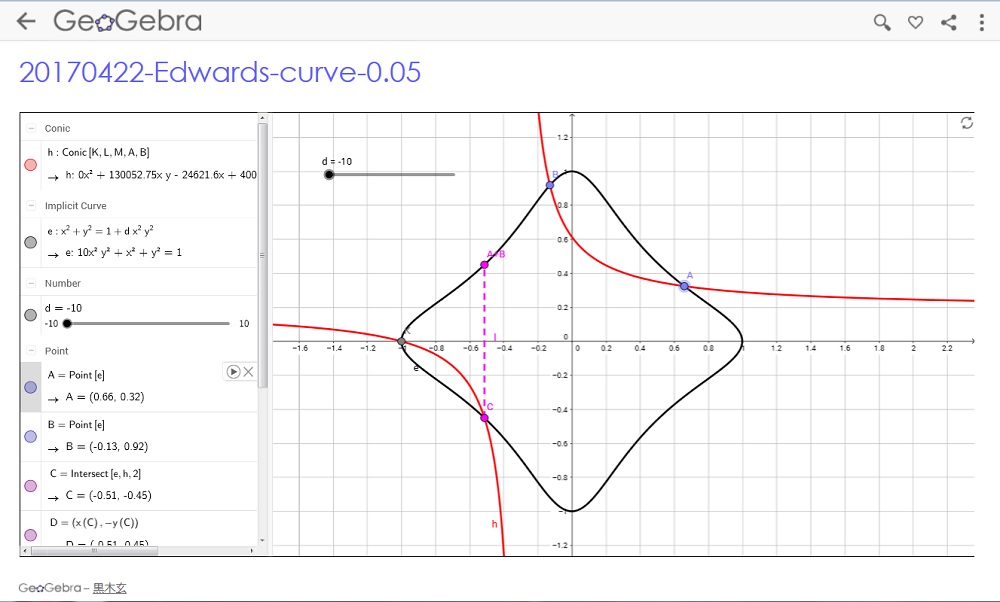 GeoGebra
20170422-Edwards-curve-0.05
Conic
h : Conic [K, L, M, A, B]
→ h: 0x² + 130052.75x y - 24621.6x + 400
Implicit Curve
e : x² + y² = 1 + d x² y²
→ e: 10x² y² + x² + y² = 1
Number
d = -10
-10 10
Point
A = Point [e]
→ A = (0.66, 0.32)
B = Point [e]
→ B = (-0.13, 0.92)
C = Intersect [e, h, 2]
→ C = (-0.51, -0.45)
D = (x (C) , -y (C))
d = -10
1.2
B
0.8
0.6
A+B
0.4
A
0.2
K
l
0
−1.6 −1.4 −1.2 −1 −0.8 −0.6 −0.4 −0.2 0 0.2 0.4 0.6 0.8 1 1.2 1.4 1.6 1.8 2 2.2
e
−0.2
C
−0.4
−0.6
−0.8
−1
h
−1.2
GeoGebra – 黒木玄